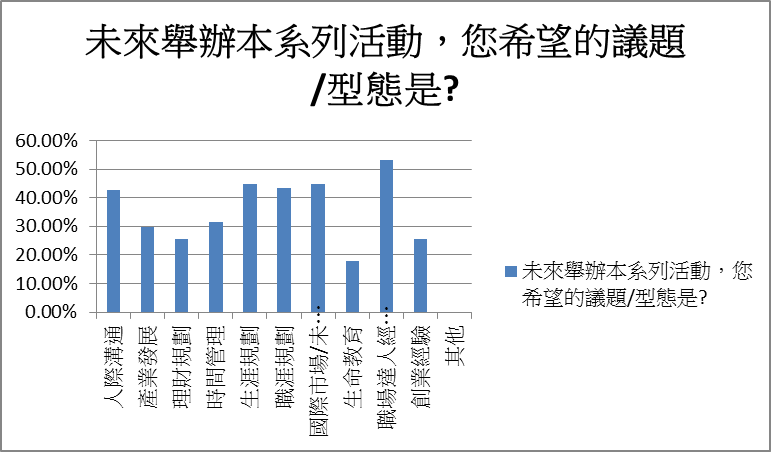 未來舉辦本系列活動，您希望的議題
/型態是?
60.00%
50.00%
40.00%
30.00%
20.00%
10.00%
0.00%
人際溝通
產業發展
理財規劃
時間管理
生涯規劃
職涯規劃
國際市場/未…
生命教育
職場達人經…
創業經驗
其他
未來舉辦本系列活動，您
希望的議題/型態是?